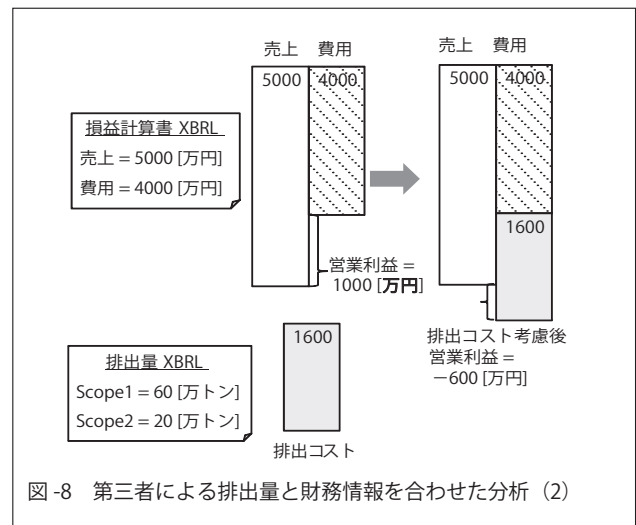 売上 費用
5000 4000
損益計算書 XBRL
売上 = 5000 [万円]
費用 = 4000 [万円]
営業利益 =
1000 [万円]
売上 費用
5000 4000
1600
排出コスト考慮後
営業利益 =
－600 [万円]
排出量 XBRL
Scope1 = 60 [万トン]
Scope2 = 20 [万トン]
1600
排出コスト
図 -8 第三者による排出量と財務情報を合わせた分析（2）